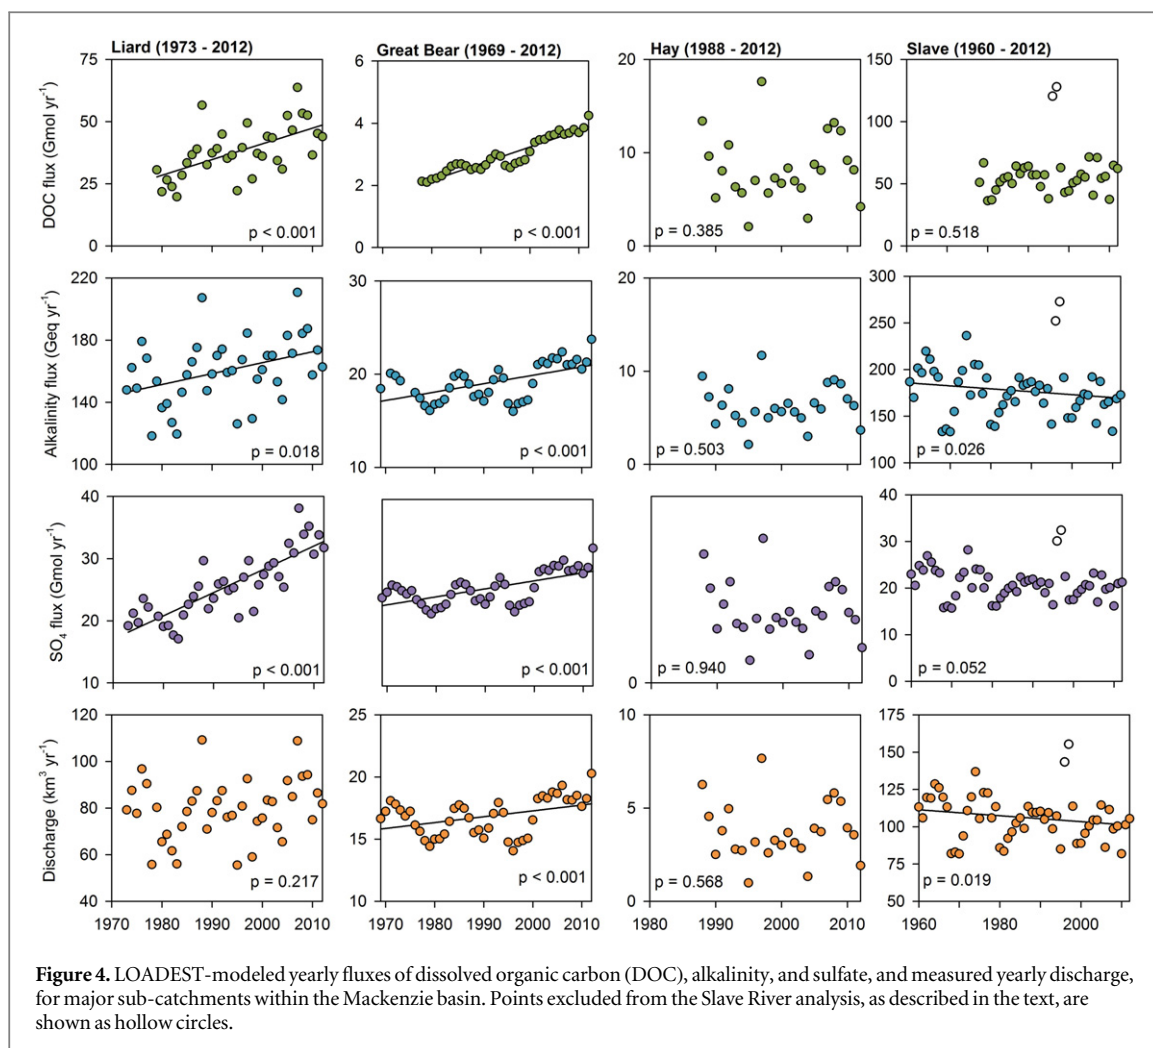 Liard (1973 - 2012)
Great Bear (1969 - 2012)
Hay (1988 - 2012)
Slave (1960 - 2012)
DOC flux (Gmol yr-1)
75
50
25
0
p < 0.001
6
4
2
0
p < 0.001
20
10
0
p = 0.385
150
100
50
0
p = 0.518
Alkalinity flux (Geq yr-1)
220
180
140
100
p = 0.018
30
20
10
p < 0.001
20
10
0
p = 0.503
300
250
200
150
100
p = 0.026
SO4 flux (Gmol yr-1)
40
30
20
10
p < 0.001
p < 0.001
0
p = 0.940
40
30
20
10
0
p = 0.052
Discharge (km3 yr-1)
120
100
80
60
40
p = 0.217
1970 1980 1990 2000 2010
25
20
15
10
p < 0.001
1970 1980 1990 2000 2010
10
5
0
p = 0.568
1980 1990 2000 2010
175
150
125
100
75
50
p = 0.019
1960 1980 2000
Figure 4. LOADEST-modeled yearly fluxes of dissolved organic carbon (DOC), alkalinity, and sulfate, and measured yearly discharge,
for major sub-catchments within the Mackenzie basin. Points excluded from the Slave River analysis, as described in the text, are
shown as hollow circles.